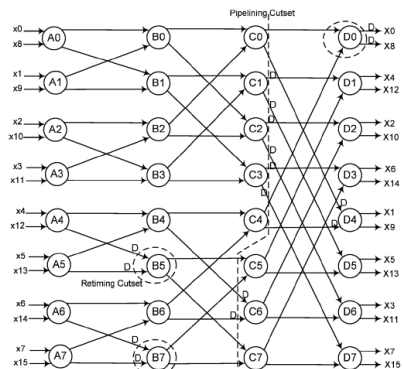 Pipelining Cutset
x0 A0 B0 C0 D D0 D X0
x8 D X8
x1 A1 B1 C1 D D1 X4
x9 D X12
x2 A2 B2 C2 D D2 X2
x10 D X10
x3 A3 B3 C3 D D3 X6
x11 D X14
x4 A4 B4 C4 D D4 X1
x12 D D X9
x5 A5 D B5 C5 D5 X5
x13 D X13
Retiming Cutset
x6 A6 B6 D C6 D6 X3
x14 D X11
x7 A7 D B7 C7 D7 X7
x15 D X15